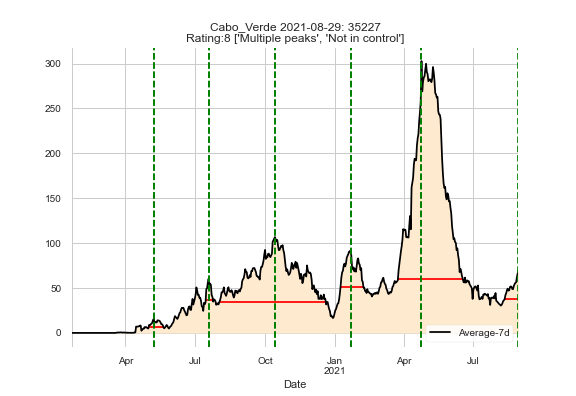 Cabo_Verde 2021-08-29: 35227
Rating:8 ['Multiple peaks', 'Not in control']
300
250
200
150
100
50
0
Average-7d
Apr
Jul
Oct
Jan
2021
Apr
Jul
Date